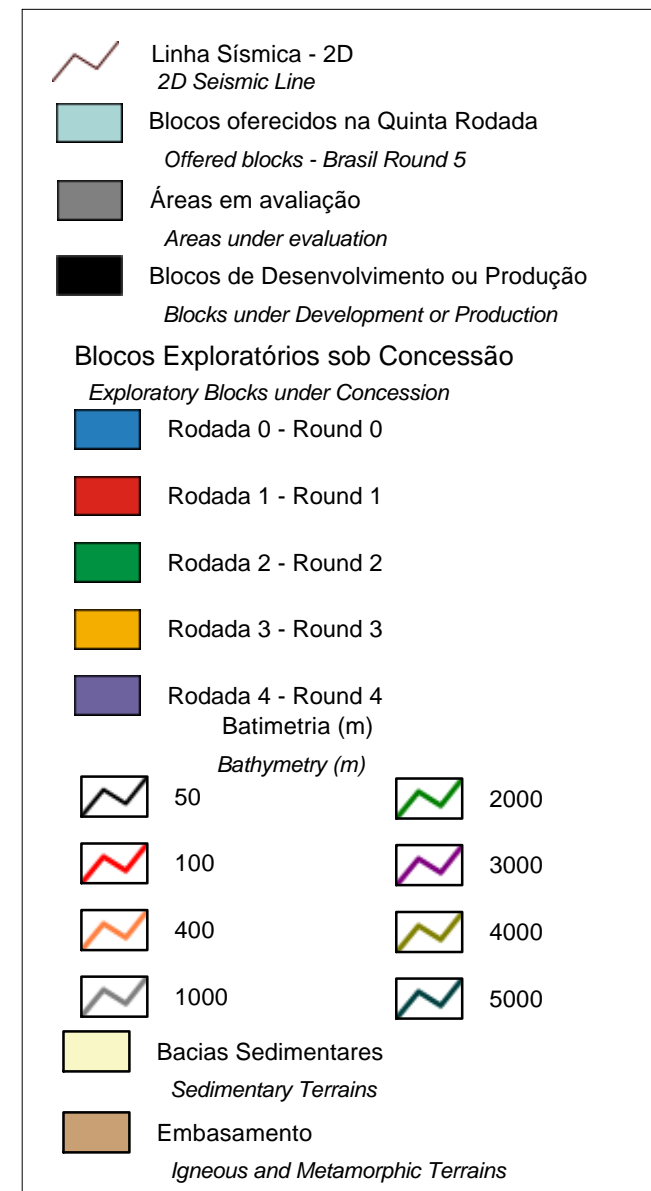 Linha Sísmica - 2D
2D Seismic Line
Blocos oferecidos na Quinta Rodada
Offered blocks - Brasil Round 5
Áreas em avaliação
Areas under evaluation
Blocos de Desenvolvimento ou Produção
Blocks under Development or Production
Blocos Exploratórios sob Concessão
Exploratory Blocks under Concession
Rodada 0 - Round 0
Rodada 1 - Round 1
Rodada 2 - Round 2
Rodada 3 - Round 3
Rodada 4 - Round 4
Batimetria (m)
Bathymetry (m)
50 2000
100 3000
400 4000
1000 5000
Bacias Sedimentares
Sedimentary Terrains
Embasamento
Igneous and Metamorphic Terrains